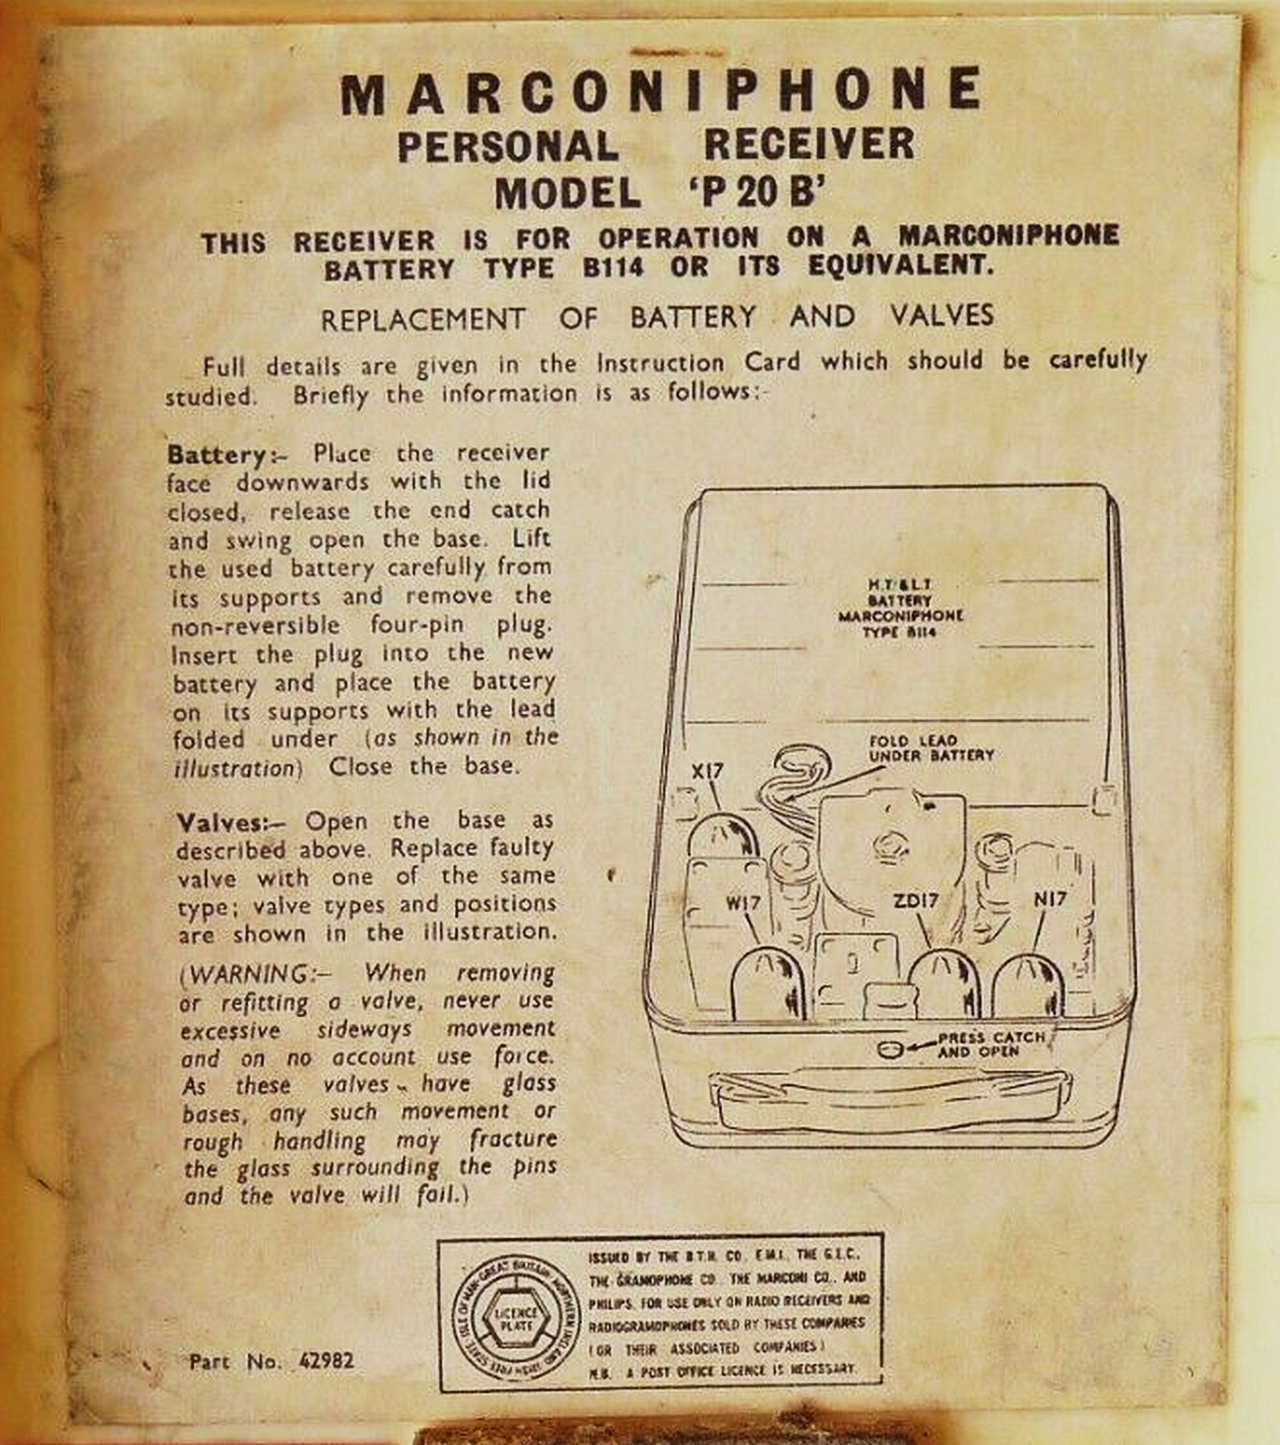 MARCONIPHONE
PERSONAL RECEIVER
MODEL ‘P 20 B’
THIS RECEIVER IS FOR OPERATION ON A MARCONIPHONE
BATTERY TYPE B114 OR ITS EQUIVALENT.
REPLACEMENT OF BATTERY AND VALVES
Full details are given in the Instruction Card which should be carefully
studied. Briefly the information is as follows:-
Battery:- Place the receiver
face downwards with the lid
closed, release the end catch
and swing open the base. Lift
the used battery carefully from
its supports and remove the
non-reversible four-pin plug.
Insert the plug into the new
battery and place the battery
on its supports with the lead
folded under (as shown in the
illustration) Close the base.
Valves:- Open the base as
described above. Replace faulty
valve with one of the same
type; valve types and positions
are shown in the illustration.
(WARNING:- When removing
or refitting a valve, never use
excessive sideways movement
and on no account use force.
As these valves have glass
bases, any such movement or
rough handling may fracture
the glass surrounding the pins
and the valve will fail.)
H.T. & L.T
BATTERY
MARCONIPHONE
TYPE B114
FOLD LEAD
UNDER BATTERY
X17
W17
ZD17
N17
PRESS CATCH
AND OPEN
GREAT BRITAIN · NORTHERN IRELAND · IRISH FREE STATE · ISLE OF MAN
LICENCE
PLATE
ISSUED BY THE B.T.H. CO., E.M.I., THE G.E.C.,
THE GRAMOPHONE CO. THE MARCONI CO., AND
PHILIPS. FOR USE ONLY ON RADIO RECEIVERS AND
RADIOGRAMOPHONES SOLD BY THESE COMPANIES
(OR THEIR ASSOCIATED COMPANIES)
N.B. A POST OFFICE LICENCE IS NECESSARY.
Part No. 42982